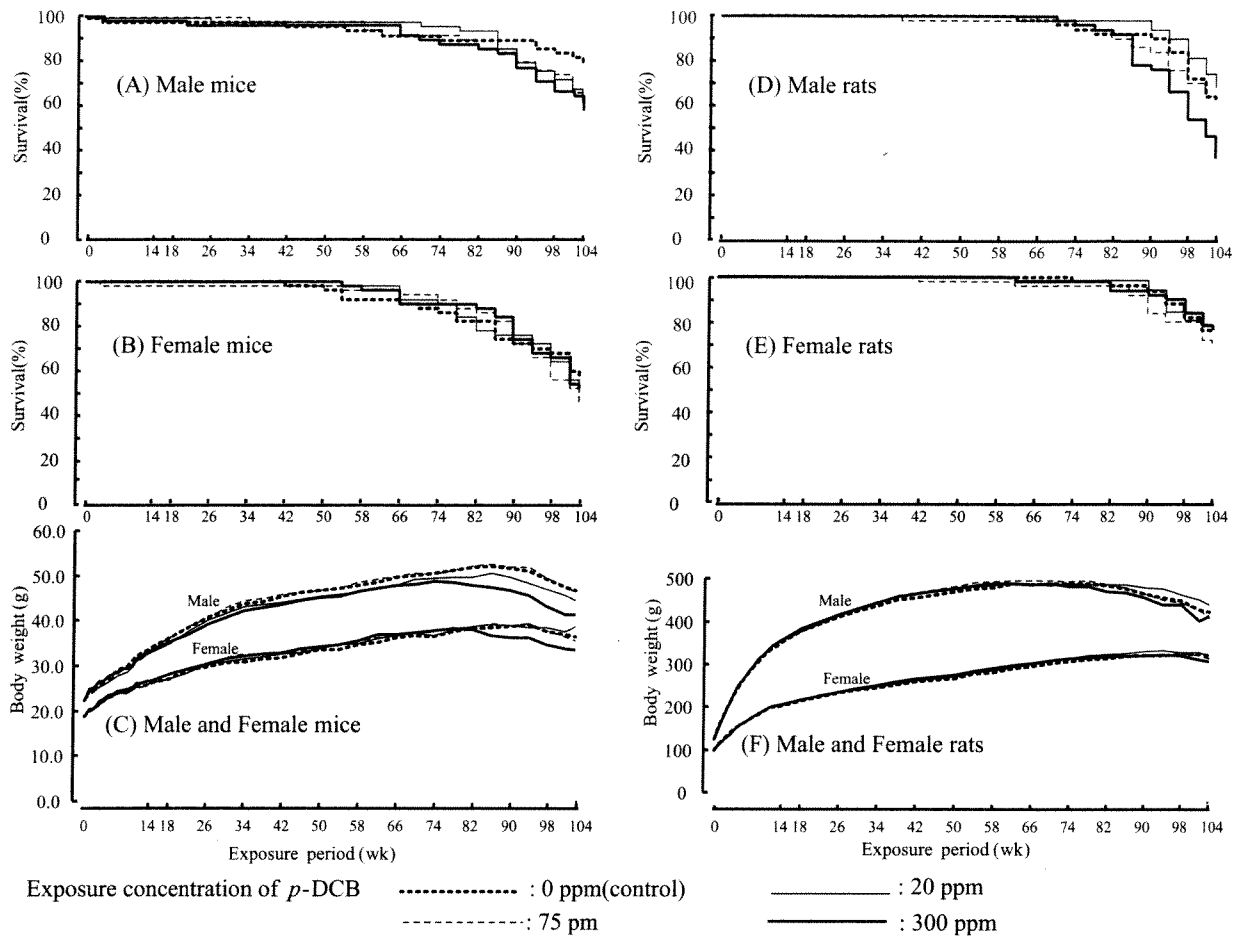 100
80
60
40
20
0
Survival(%)
(A) Male mice
0 14 18 26 34 42 50 58 66 74 82 90 98 104
100
80
60
40
20
0
Survival(%)
(D) Male rats
0 14 18 26 34 42 50 58 66 74 82 90 98 104
100
80
60
40
20
0
Survival(%)
(B) Female mice
0 14 18 26 34 42 50 58 66 74 82 90 98 104
100
80
60
40
20
0
Survival(%)
(E) Female rats
0 14 18 26 34 42 50 58 66 74 82 90 98 104
60.0
50.0
40.0
30.0
20.0
10.0
0.0
Body weight (g)
Male
Female
(C) Male and Female mice
0 14 18 26 34 42 50 58 66 74 82 90 98 104
Exposure period (wk)
500
400
300
200
100
0
Body weight (g)
Male
Female
(F) Male and Female rats
0 14 18 26 34 42 50 58 66 74 82 90 98 104
Exposure period (wk)
Exposure concentration of p-DCB : 0 ppm(control) : 20 ppm
: 75 pm : 300 ppm